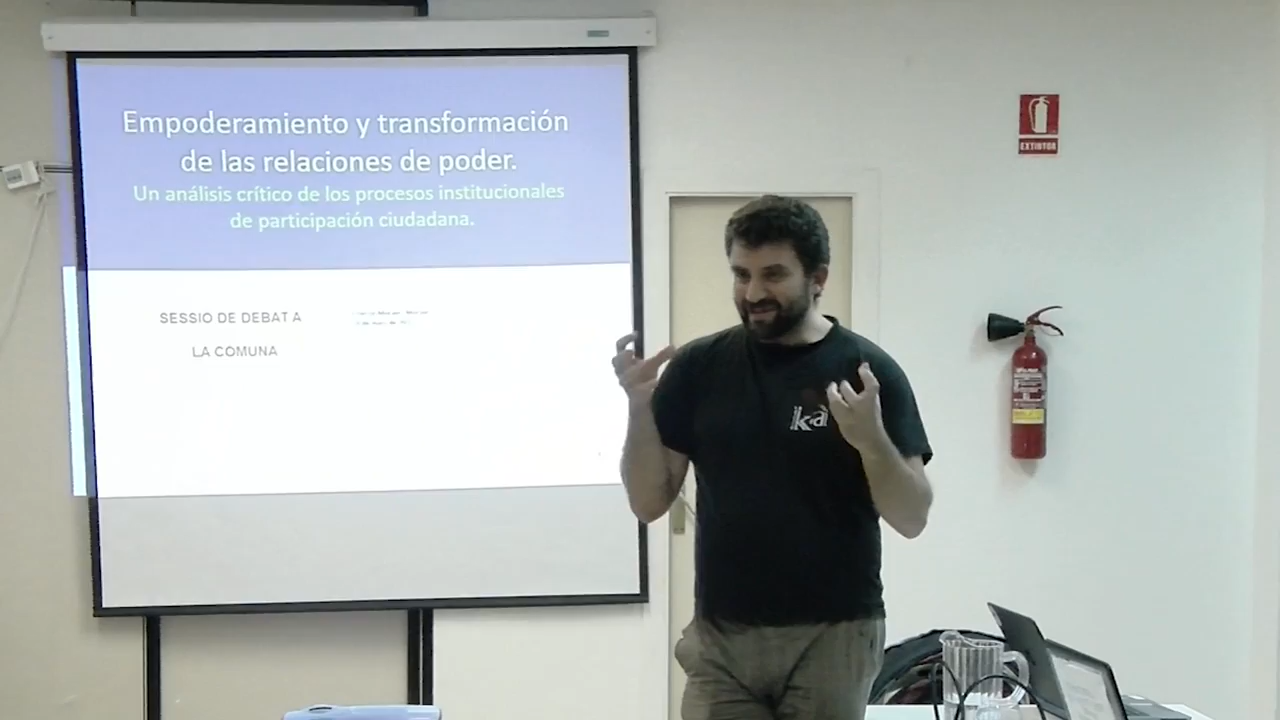 Empoderamiento y transformación
de las relaciones de poder.
Un análisis crítico de los procesos institucionales
de participación ciudadana.
SESSIO DE DEBAT A
LA COMUNA
EXTINTOR